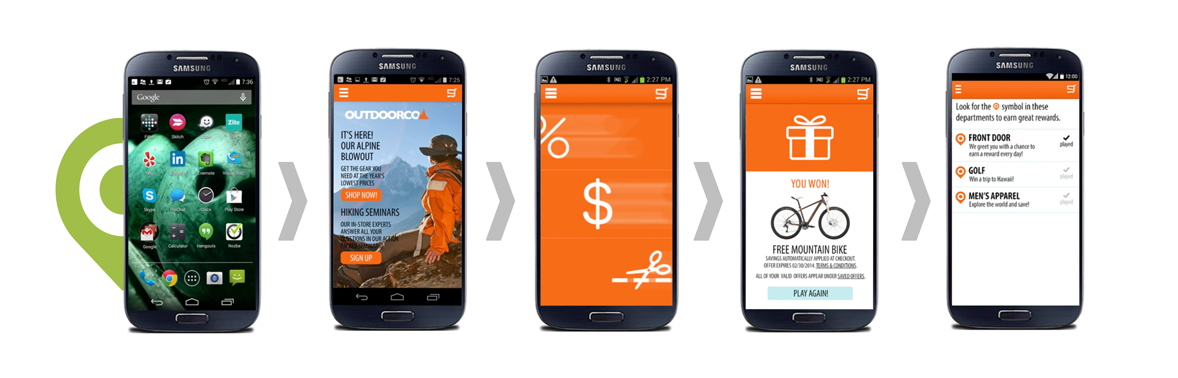 SAMSUNG
7:36
Google
Skitch
Zite
Evernote
Skype
Play Store
Gmail
Calculator
Hangouts
Nozbe
SAMSUNG
7:25
OUTDOORCO
IT'S HERE!
OUR ALPINE
BLOWOUT
GET THE GEAR YOU
NEED AT THE YEAR'S
LOWEST PRICES
SHOP NOW!
HIKING SEMINARS
OUR IN-STORE EXPERTS
ANSWER ALL YOUR
QUESTIONS IN OUR ACTION
SIGN UP
SAMSUNG
2:27 PM
%
$
SAMSUNG
2:27 PM
YOU WON!
FREE MOUNTAIN BIKE
SAVINGS AUTOMATICALLY APPLIED AT CHECKOUT.
OFFER EXPIRES 02/30/2014. TERMS & CONDITIONS
ALL OF YOUR VALID OFFERS APPEAR UNDER SAVED OFFERS.
PLAY AGAIN!
SAMSUNG
12:00
Look for the symbol in these
departments to earn great rewards.
FRONT DOOR
We greet you with a chance to
earn a reward every day!
played
GOLF
Win a trip to Hawaii!
played
MEN'S APPAREL
Explore the world and save!
played